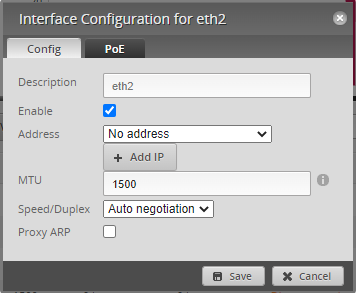 Interface Configuration for eth2
Config PoE
Description eth2
Enable
Address No address
+ Add IP
MTU 1500
Speed/Duplex Auto negotiation
Proxy ARP
Save Cancel